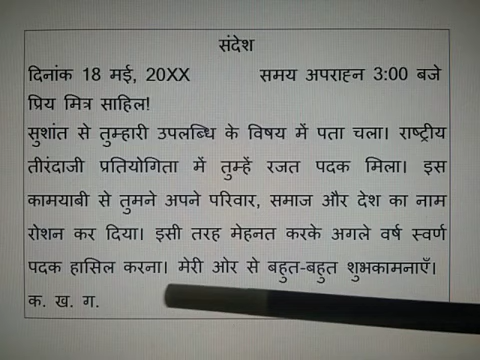 संदेश
दिनांक 18 मई, 20XX समय अपराह्न 3:00 बजे
प्रिय मित्र साहिल!
सुशांत से तुम्हारी उपलब्धि के विषय में पता चला। राष्ट्रीय
तीरंदाजी प्रतियोगिता में तुम्हें रजत पदक मिला। इस
कामयाबी से तुमने अपने परिवार, समाज और देश का नाम
रोशन कर दिया। इसी तरह मेहनत करके अगले वर्ष स्वर्ण
पदक हासिल करना। मेरी ओर से बहुत-बहुत शुभकामनाएँ।
क. ख. ग.